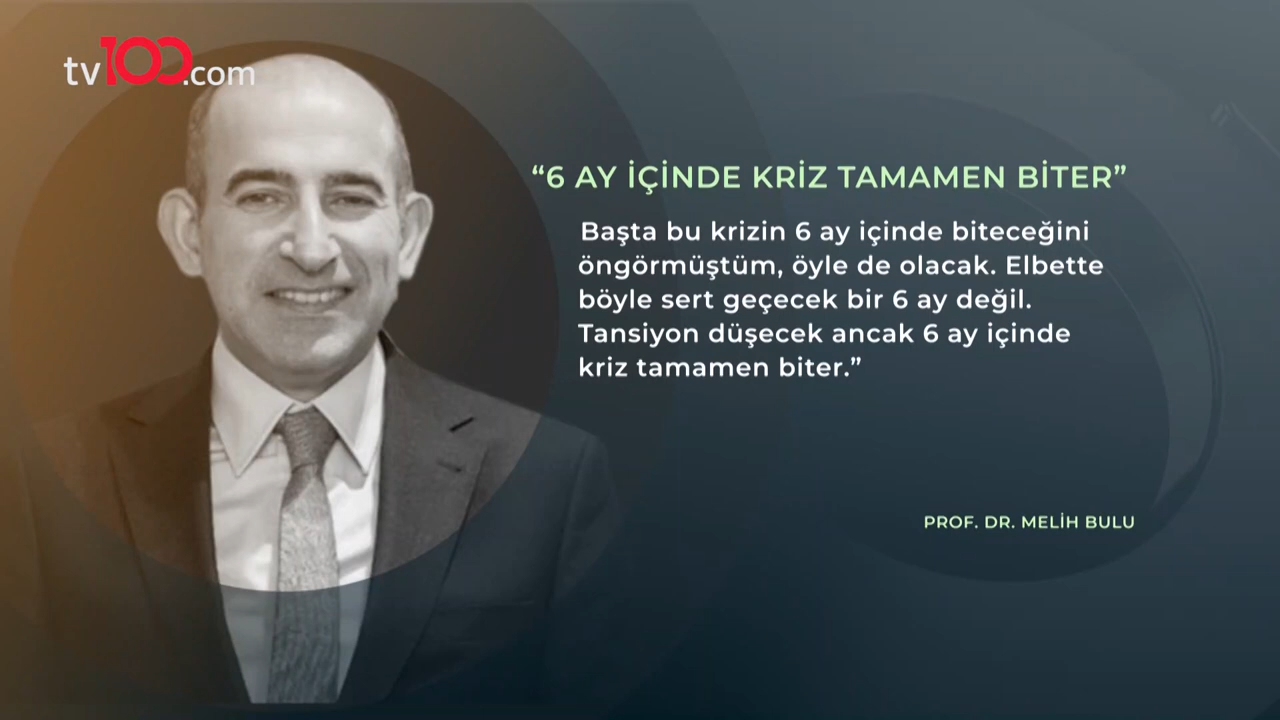 tv100.com
“6 AY İÇİNDE KRİZ TAMAMEN BİTER”
Başta bu krizin 6 ay içinde biteceğini
öngörmüştüm, öyle de olacak. Elbette
böyle sert geçecek bir 6 ay değil.
Tansiyon düşecek ancak 6 ay içinde
kriz tamamen biter.”
PROF. DR. MELİH BULU